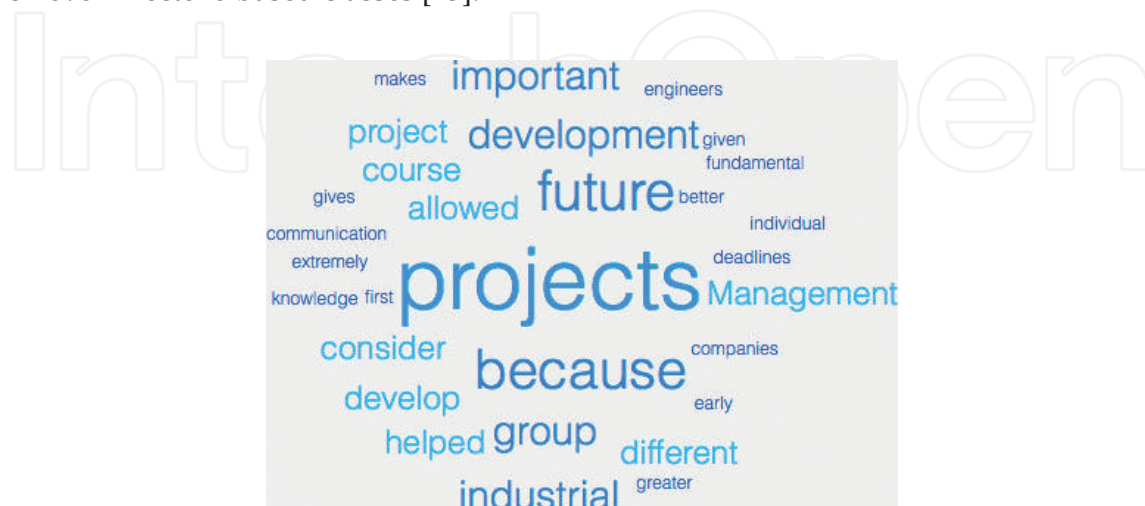 IntechOpen
makes important engineers
project development given
course fundamental
gives allowed future better
individual
communication
extremely deadlines
knowledge first projects Management
consider companies
because
develop early
helped group different
industrial greater